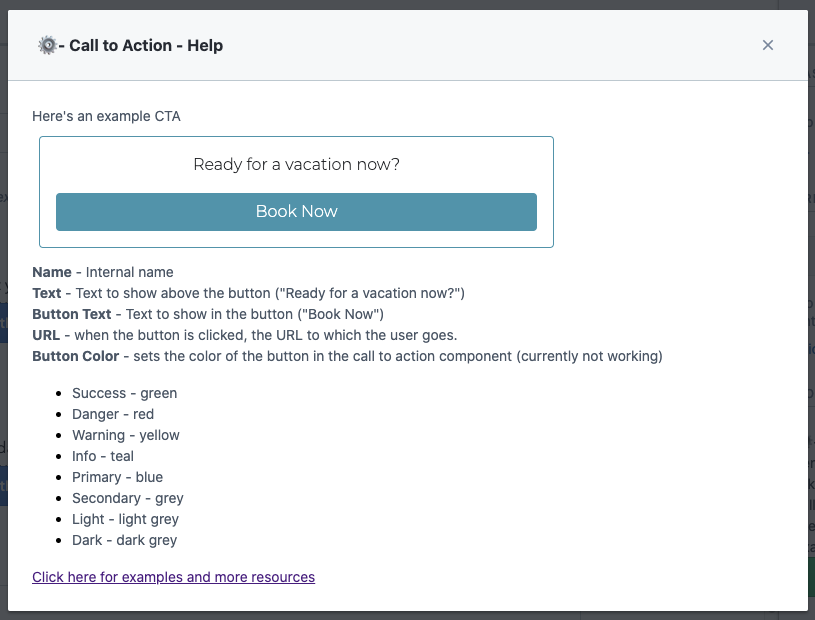 - Call to Action - Help
Here's an example CTA
Ready for a vacation now?
Book Now
Name - Internal name
Text - Text to show above the button ("Ready for a vacation now?")
Button Text - Text to show in the button ("Book Now")
URL - when the button is clicked, the URL to which the user goes.
Button Color - sets the color of the button in the call to action component (currently not working)
Success - green
Danger - red
Warning - yellow
Info - teal
Primary - blue
Secondary - grey
Light - light grey
Dark - dark grey
Click here for examples and more resources